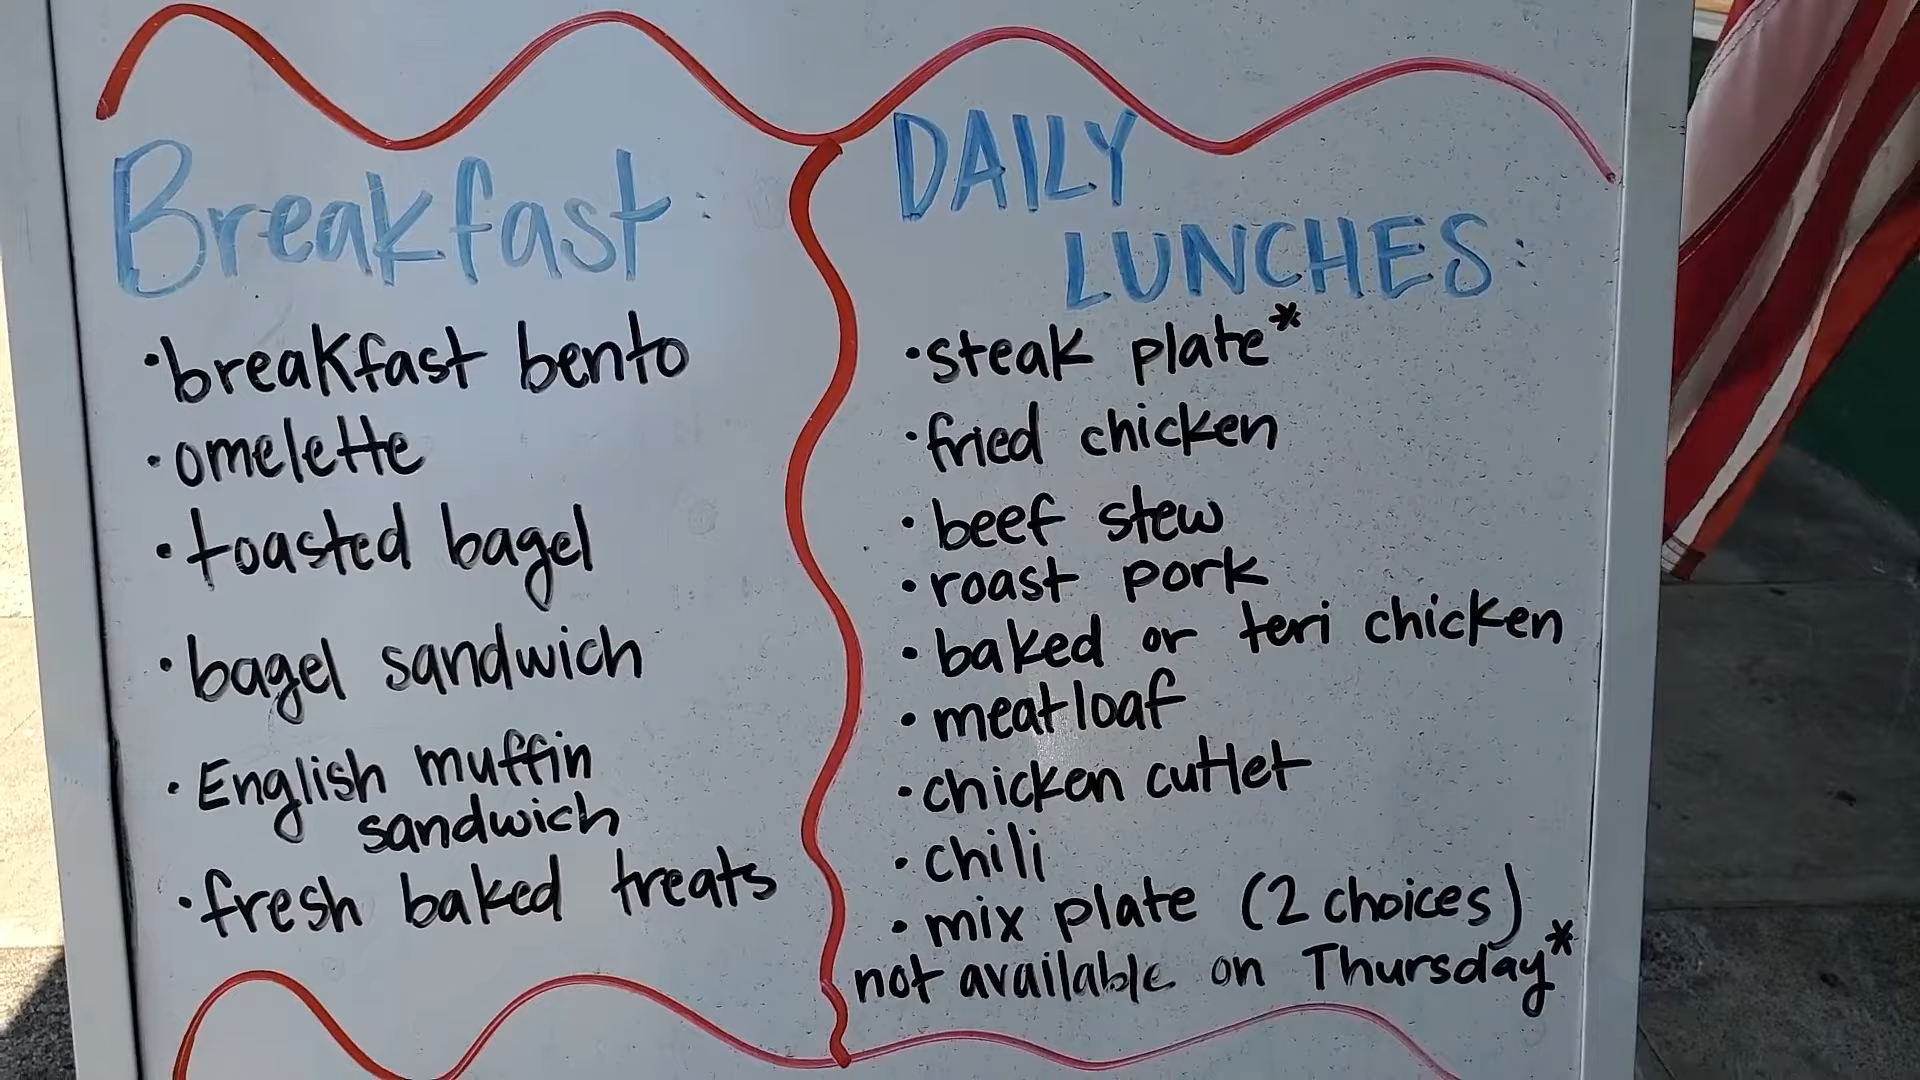 Breakfast:
•breakfast bento
•omelette
•toasted bagel
•bagel sandwich
•English muffin
sandwich
•fresh baked treats
DAILY
LUNCHES:
•steak plate*
•fried chicken
•beef stew
•roast pork
•baked or teri chicken
•meatloaf
•chicken cutlet
•chili
•mix plate (2 choices)
not available on Thursday*